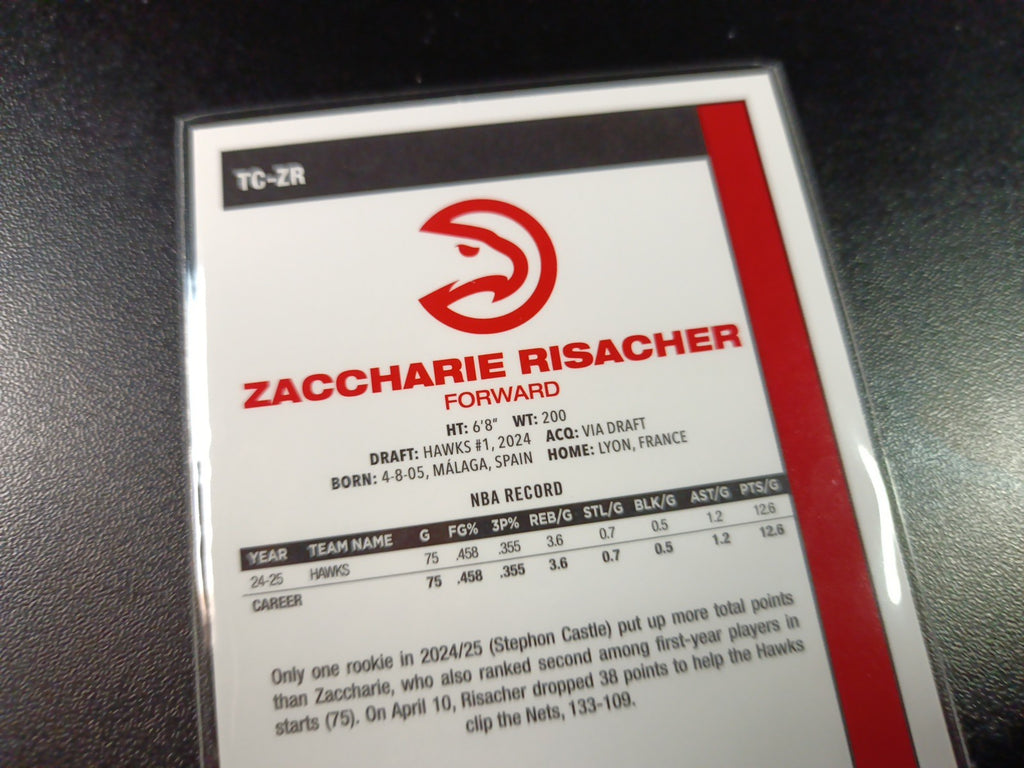 TC-ZR
ZACCHARIE RISACHER
FORWARD
HT: 6'8" WT: 200
DRAFT: HAWKS #1, 2024 ACQ: VIA DRAFT
BORN: 4-8-05, MÁLAGA, SPAIN HOME: LYON, FRANCE
NBA RECORD
YEAR TEAM NAME G FG% 3P% REB/G STL/G BLK/G AST/G PTS/G
24-25 HAWKS 75 .458 .355 3.6 0.7 0.5 1.2 12.6
CAREER 75 .458 .355 3.6 0.7 0.5 1.2 12.6
Only one rookie in 2024/25 (Stephon Castle) put up more total points
than Zaccharie, who also ranked second among first-year players in
starts (75). On April 10, Risacher dropped 38 points to help the Hawks
clip the Nets, 133-109.